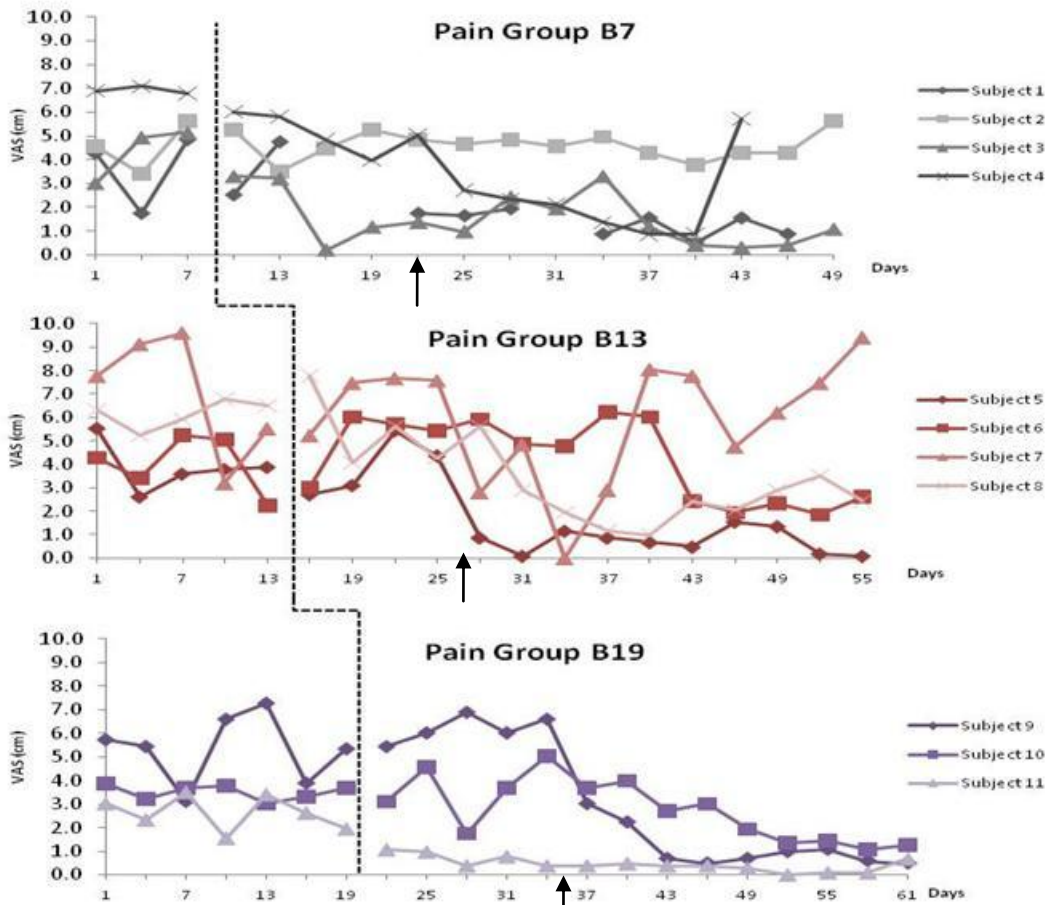 Pain Group B7
10.0
9.0
8.0
7.0
6.0
5.0
4.0
3.0
2.0
1.0
0.0
VAS (cm)
1 7 13 19 25 31 37 43 49 Days
Subject 1
Subject 2
Subject 3
Subject 4
Pain Group B13
10.0
9.0
8.0
7.0
6.0
5.0
4.0
3.0
2.0
1.0
0.0
VAS (cm)
1 7 13 19 25 31 37 43 49 55 Days
Subject 5
Subject 6
Subject 7
Subject 8
Pain Group B19
10.0
9.0
8.0
7.0
6.0
5.0
4.0
3.0
2.0
1.0
0.0
VAS (cm)
1 7 13 19 25 31 37 43 49 55 61 Days
Subject 9
Subject 10
Subject 11